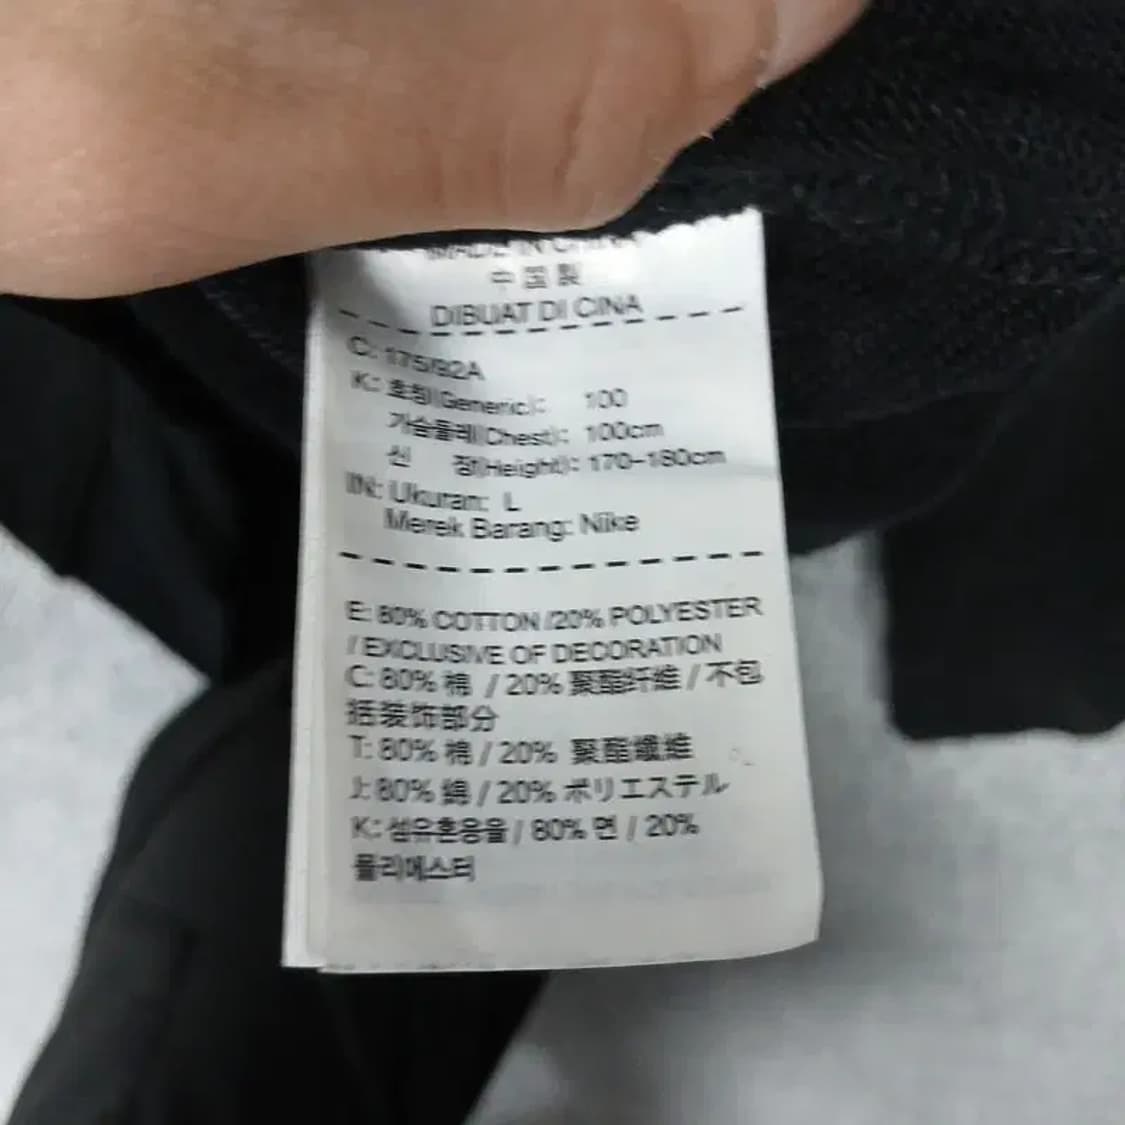 MADE IN CHINA
中国製
DIBUAT DI CINA
C: 175/92A
K: 호칭(Generic): 100
가슴둘레(Chest): 100cm
신 장(Height): 170-180cm
IN: Ukuran: L
Merek Barang: Nike
E: 80% COTTON /20% POLYESTER
/ EXCLUSIVE OF DECORATION
C: 80% 棉 / 20% 聚酯纤维 / 不包
括装饰部分
T: 80% 棉 / 20% 聚酯纖維
J: 80% 綿 / 20% ポリエステル
K: 섬유혼용율 / 80% 면 / 20%
폴리에스터